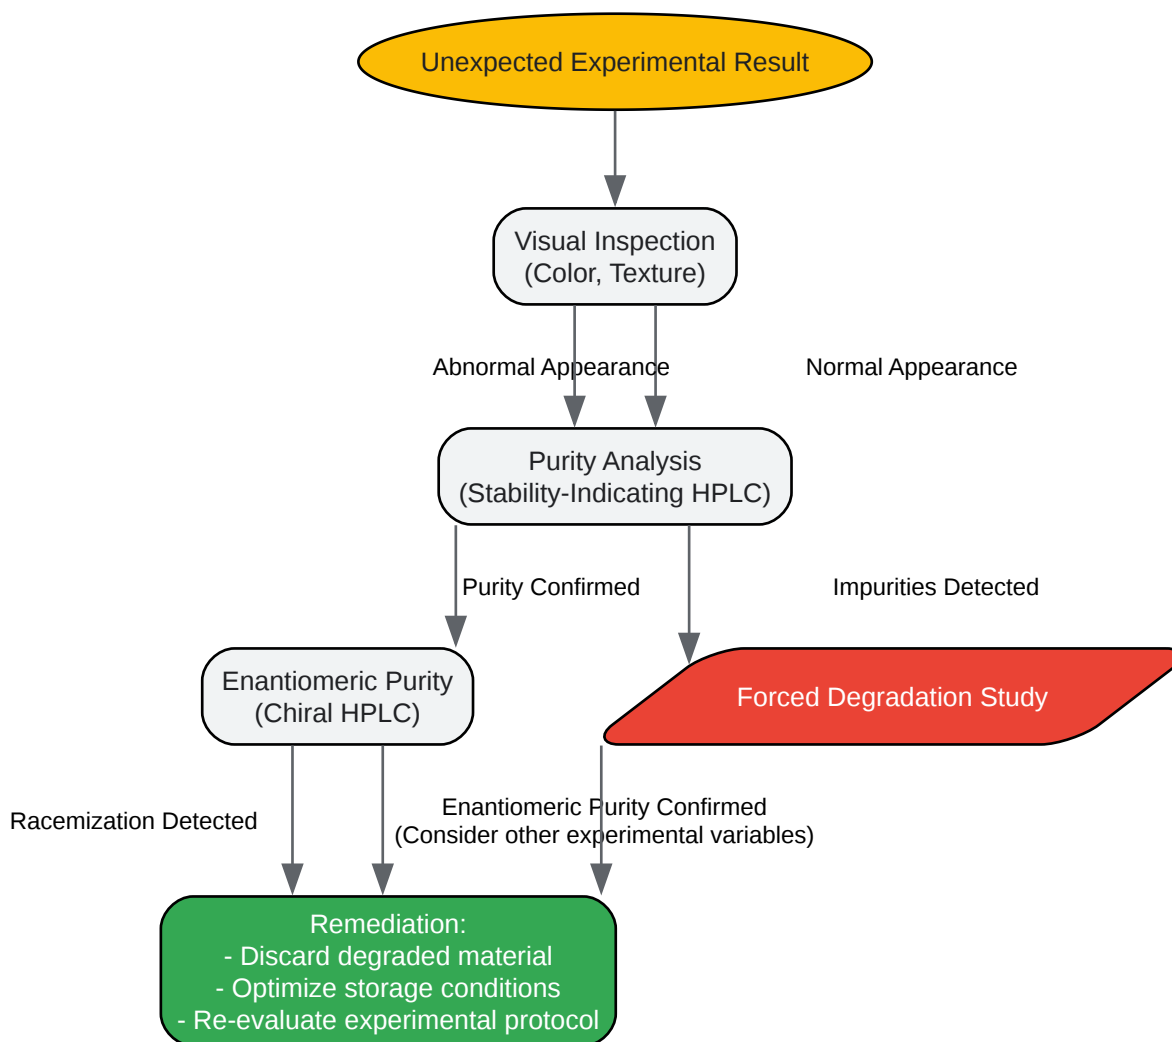 Unexpected Experimental Result
Visual Inspection
(Color, Texture)
Abnormal Appearance
Normal Appearance
Purity Analysis
(Stability-Indicating HPLC)
Purity Confirmed
Impurities Detected
Enantiomeric Purity
(Chiral HPLC)
Forced Degradation Study
Racemization Detected
Enantiomeric Purity Confirmed
(Consider other experimental variables)
Remediation:
- Discard degraded material
- Optimize storage conditions
- Re-evaluate experimental protocol